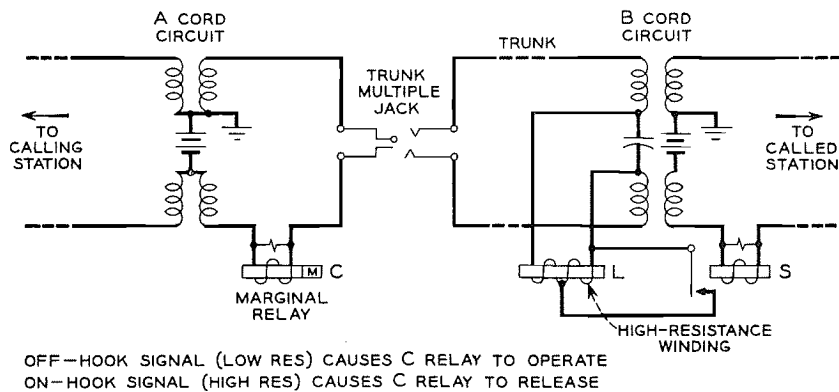 A CORD
CIRCUIT
B CORD
CIRCUIT
TRUNK
TRUNK
MULTIPLE
JACK
TO
CALLING
STATION
TO
CALLED
STATION
M
C
L
S
MARGINAL
RELAY
HIGH-RESISTANCE
WINDING
OFF-HOOK SIGNAL (LOW RES) CAUSES C RELAY TO OPERATE
ON-HOOK SIGNAL (HIGH RES) CAUSES C RELAY TO RELEASE